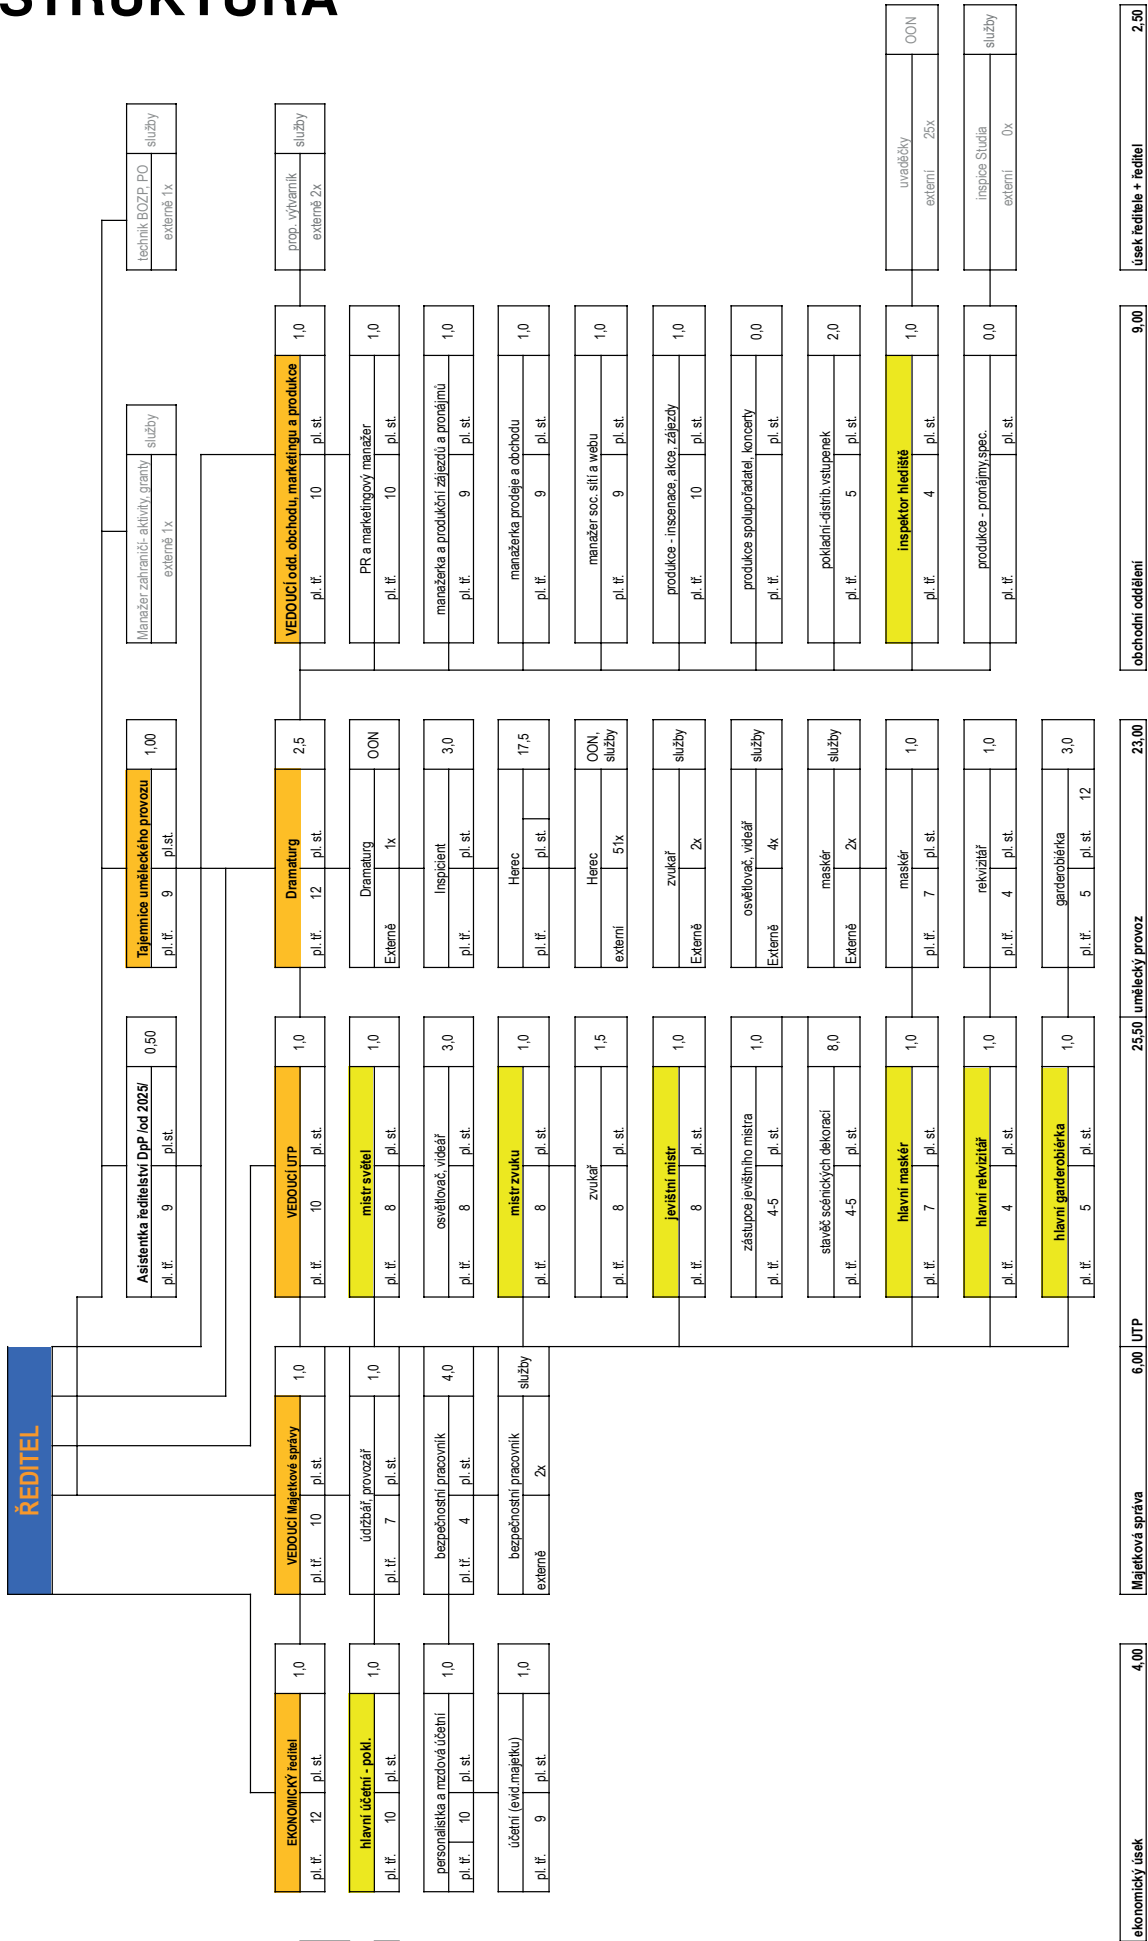 STRUKTURA
ŘEDITEL
Asistentka ředitelství DpP /od 2025/ 0,50
pl. tř. 9 pl.st.
Tajemnice uměleckého provozu 1,00
pl. tř. 9 pl.st.
Manažer zahraničí- aktivity, granty služby
externě 1x
technik BOZP, PO služby
externě 1x
EKONOMICKÝ ředitel 1,0
pl. tř. 12 pl. st.
hlavní účetní - pokl. 1,0
pl. tř. 10 pl. st.
personalistka a mzdová účetní 1,0
pl. tř. 10 pl. st.
účetní (evid.majetku) 1,0
pl. tř. 9 pl. st.
VEDOUCÍ Majetkové správy 1,0
pl. tř. 10 pl. st.
údržbář, provozář 1,0
pl. tř. 7 pl. st.
bezpečnostní pracovník 4,0
pl. tř. 4 pl. st.
bezpečnostní pracovník služby
externě 2x
VEDOUCÍ UTP 1,0
pl. tř. 10 pl. st.
mistr světel 1,0
pl. tř. 8 pl. st.
osvětlovač, videář 3,0
pl. tř. 8 pl. st.
mistr zvuku 1,0
pl. tř. 8 pl. st.
zvukař 1,5
pl. tř. 8 pl. st.
jevištní mistr 1,0
pl. tř. 8 pl. st.
zástupce jevištního mistra 1,0
pl. tř. 4-5 pl. st.
stavěč scénických dekorací 8,0
pl. tř. 4-5 pl. st.
hlavní maskér 1,0
pl. tř. 7 pl. st.
hlavní rekvizitář 1,0
pl. tř. 4 pl. st.
hlavní garderobiérka 1,0
pl. tř. 5 pl. st.
Dramaturg 2,5
pl. tř. 12 pl. st.
Dramaturg OON
Externě 1x
Inspicient 3,0
pl. tř. pl. st.
Herec 17,5
pl. tř. pl. st.
Herec OON, služby
externí 51x
zvukař služby
Externě 2x
osvětlovač, videář služby
Externě 4x
maskér služby
Externě 2x
maskér 1,0
pl. tř. 7 pl. st.
rekvizitář 1,0
pl. tř. 4 pl. st.
garderobiérka 3,0
pl. tř. 5 pl. st. 12
VEDOUCÍ odd. obchodu, marketingu a produkce 1,0
pl. tř. 10 pl. st.
PR a marketingový manažer 1,0
pl. tř. 10 pl. st.
manažerka a produkční zájezdů a pronájmů 1,0
pl. tř. 9 pl. st.
manažerka prodeje a obchodu 1,0
pl. tř. 9 pl. st.
manažer soc. sítí a webu 1,0
pl. tř. 9 pl. st.
produkce - inscenace, akce, zájezdy 1,0
pl. tř. 10 pl. st.
produkce spolupořadatel, koncerty 0,0
pl. tř. pl. st.
pokladní-distrib.vstupenek 2,0
pl. tř. 5 pl. st.
inspektor hlediště 1,0
pl. tř. 4 pl. st.
produkce - pronájmy,spec. 0,0
pl. tř. pl. st.
prop. výtvarník služby
externě 2x
uvaděčky OON
externí 25x
inspice Studia služby
externí 0x
ekonomický úsek 4,00
Majetková správa 6,00
UTP 25,50
umělecký provoz 23,00
obchodní oddělení 9,00
úsek ředitele + ředitel 2,50